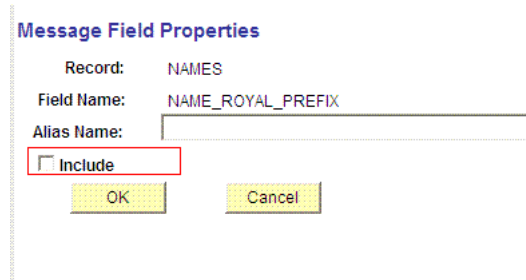 Message Field Properties
Record: NAMES
Field Name: NAME_ROYAL_PREFIX
Alias Name:
Include
OK Cancel